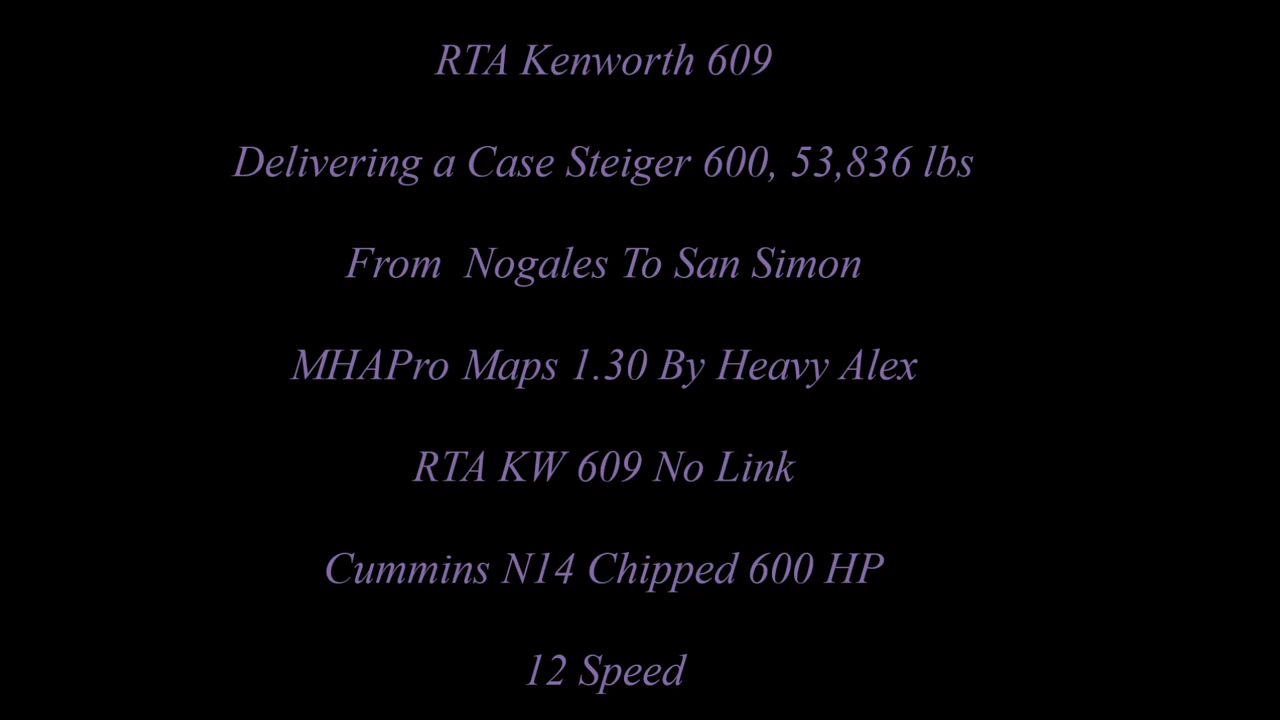 RTA Kenworth 609
Delivering a Case Steiger 600, 53,836 lbs
From  Nogales To San Simon
MHAPro Maps 1.30 By Heavy Alex
RTA KW 609 No Link
Cummins N14 Chipped 600 HP
12 Speed